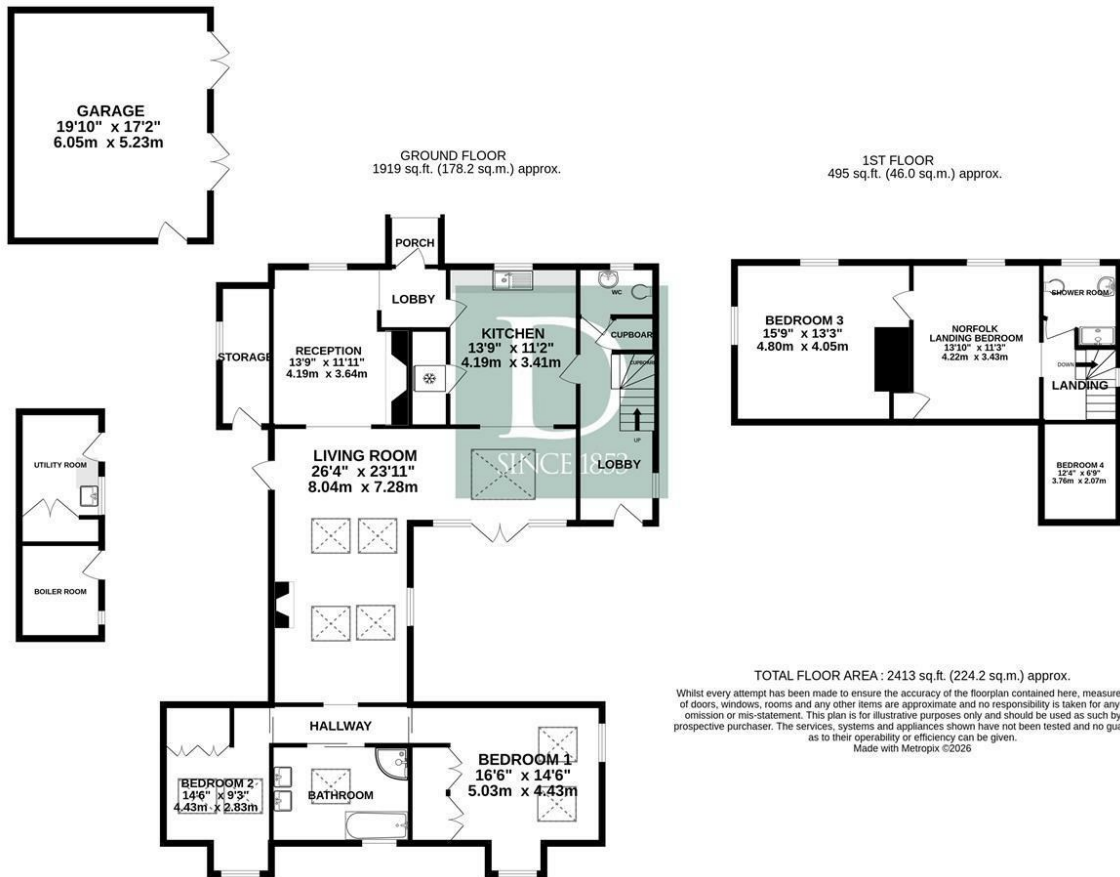 GARAGE
19'10" x 17'2"
6.05m x 5.23m
GROUND FLOOR
1919 sq.ft. (178.2 sq.m.) approx.
1ST FLOOR
495 sq.ft. (46.0 sq.m.) approx.
PORCH
LOBBY
WC
CUPBOARD
STORAGE
RECEPTION
13'9" x 11'11"
4.19m x 3.64m
KITCHEN
13'9" x 11'2"
4.19m x 3.41m
CUPBOARD
UP
LOBBY
D
SINCE 1853
LIVING ROOM
26'4" x 23'11"
8.04m x 7.28m
UTILITY ROOM
BOILER ROOM
HALLWAY
BEDROOM 2
14'6" x 9'3"
4.43m x 2.83m
BATHROOM
BEDROOM 1
16'6" x 14'6"
5.03m x 4.43m
BEDROOM 3
15'9" x 13'3"
4.80m x 4.05m
NORFOLK
LANDING BEDROOM
13'10" x 11'3"
4.22m x 3.43m
SHOWER ROOM
DOWN
LANDING
BEDROOM 4
12'4" x 6'9"
3.76m x 2.07m
TOTAL FLOOR AREA : 2413 sq.ft. (224.2 sq.m.) approx.
Whilst every attempt has been made to ensure the accuracy of the floorplan contained here, measure
of doors, windows, rooms and any other items are approximate and no responsibility is taken for any
omission or mis-statement. This plan is for illustrative purposes only and should be used as such by
prospective purchaser. The services, systems and appliances shown have not been tested and no gua
as to their operability or efficiency can be given.
Made with Metropix ©2026